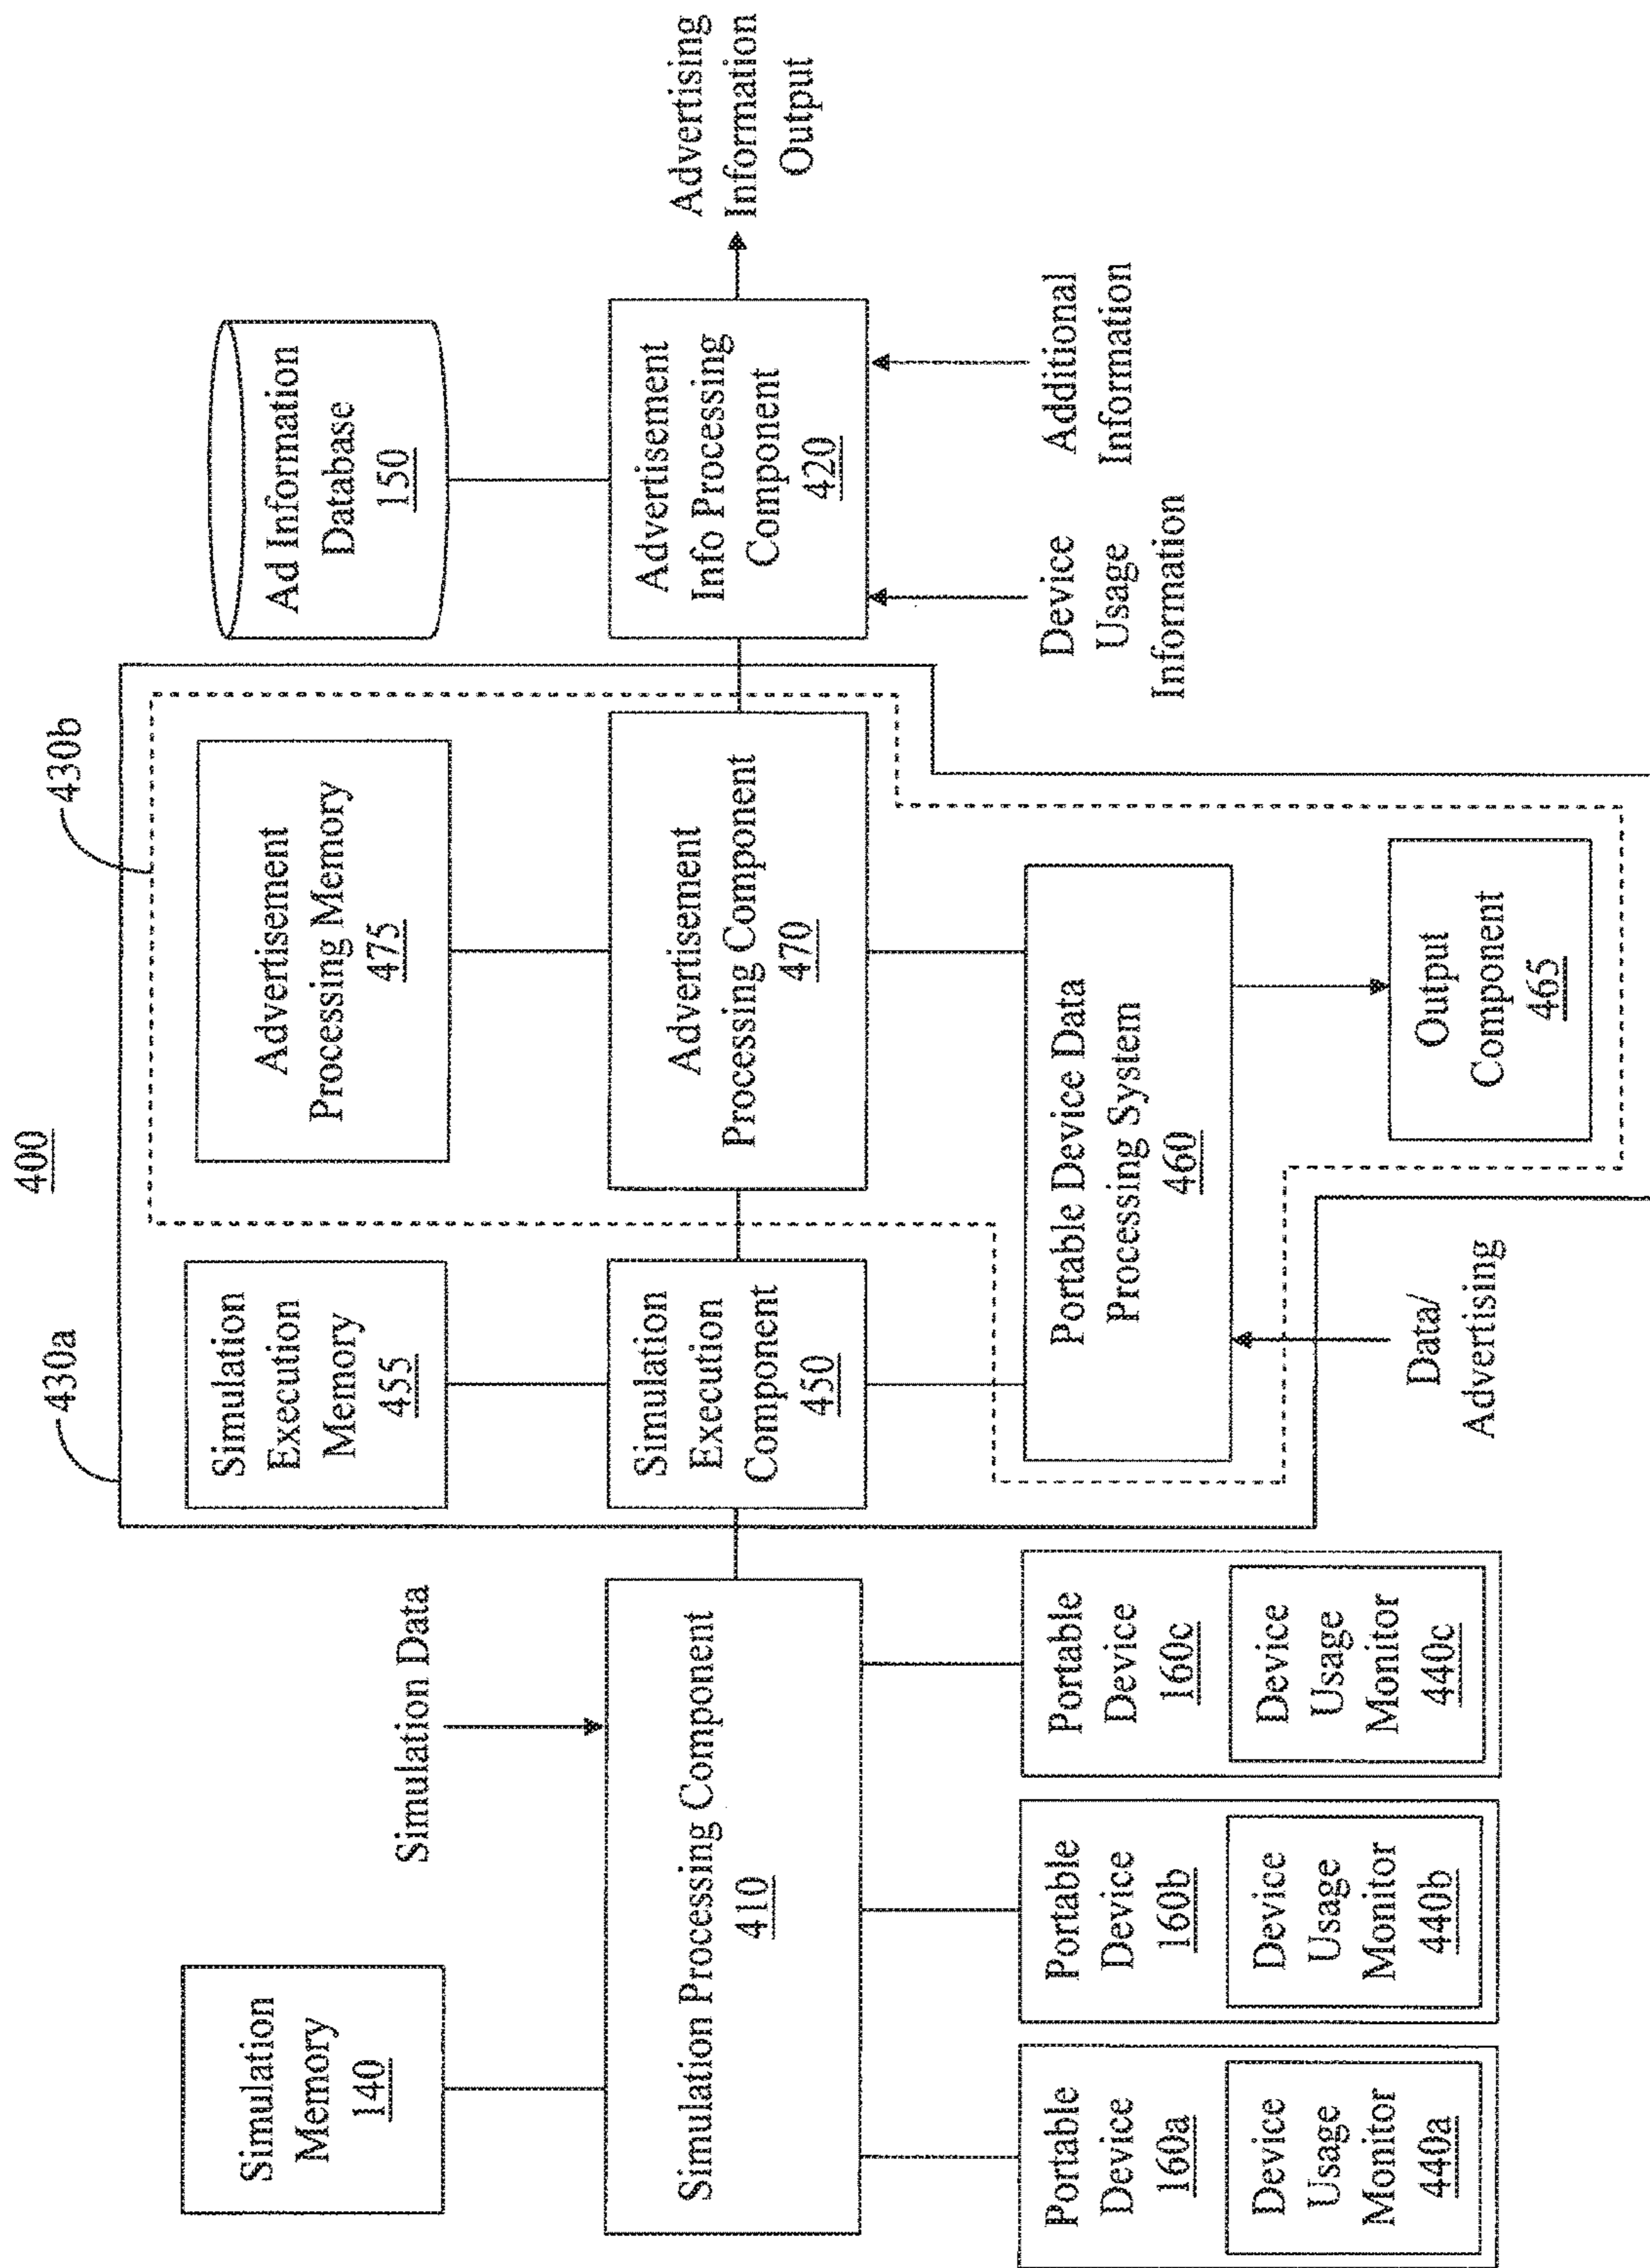 400
430a
430b
Simulation
Memory
140
Simulation Data
Simulation Processing Component
410
Portable
Device
160a
Device
Usage
Monitor
440a
Portable
Device
160b
Device
Usage
Monitor
440b
Portable
Device
160c
Device
Usage
Monitor
440c
Simulation
Execution
Memory
455
Simulation
Execution
Component
450
Advertisement
Processing Memory
475
Advertisement
Processing Component
470
Portable Device Data
Processing System
460
Data/
Advertising
Output
Component
465
Ad Information
Database
150
Advertisement
Info Processing
Component
420
Device
Usage
Information
Additional
Information
Advertising
Information
Output